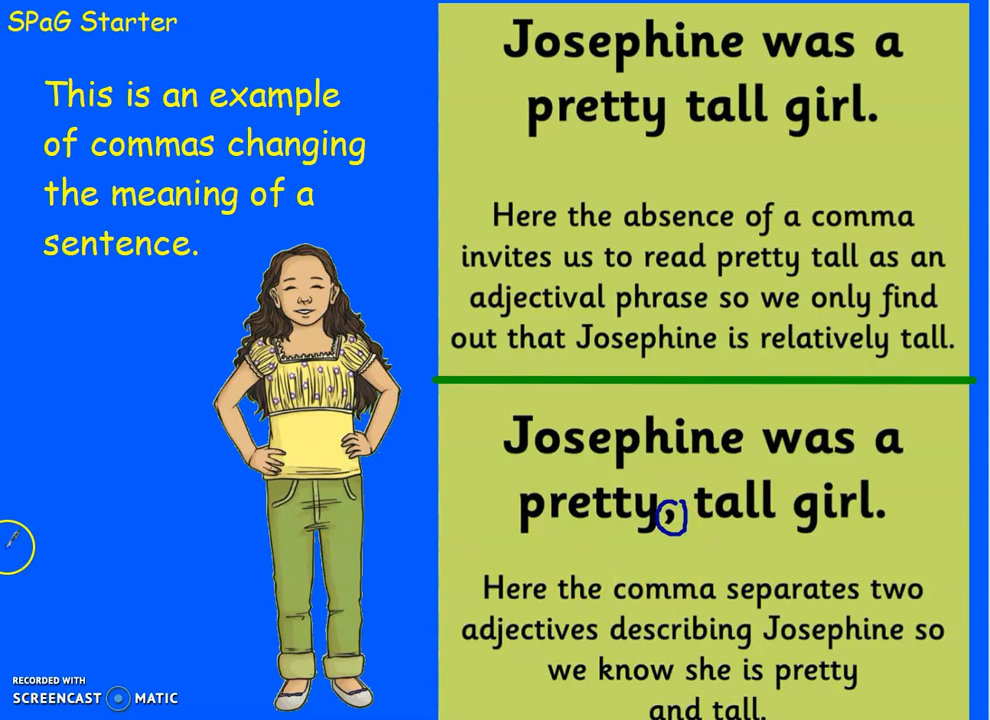 SPaG Starter
This is an example
of commas changing
the meaning of a
sentence.
Josephine was a
pretty tall girl.
Here the absence of a comma
invites us to read pretty tall as an
adjectival phrase so we only find
out that Josephine is relatively tall.
Josephine was a
pretty, tall girl.
Here the comma separates two
adjectives describing Josephine so
we know she is pretty
and tall.
RECORDED WITH
SCREENCAST MATIC